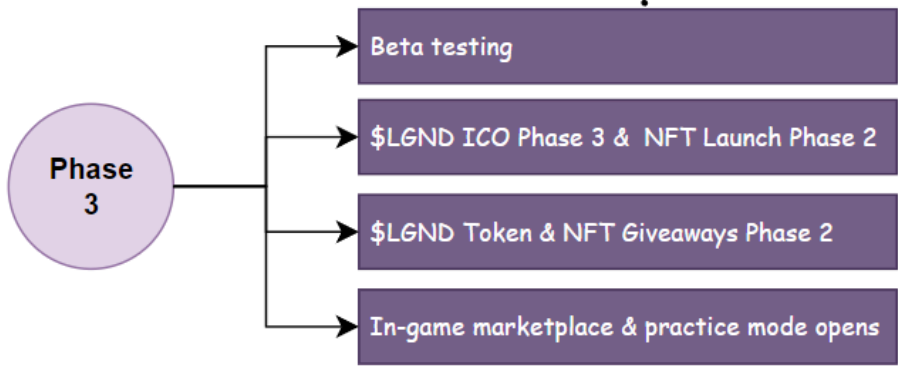 Phase
3
Beta testing
$LGND ICO Phase 3 & NFT Launch Phase 2
$LGND Token & NFT Giveaways Phase 2
In-game marketplace & practice mode opens